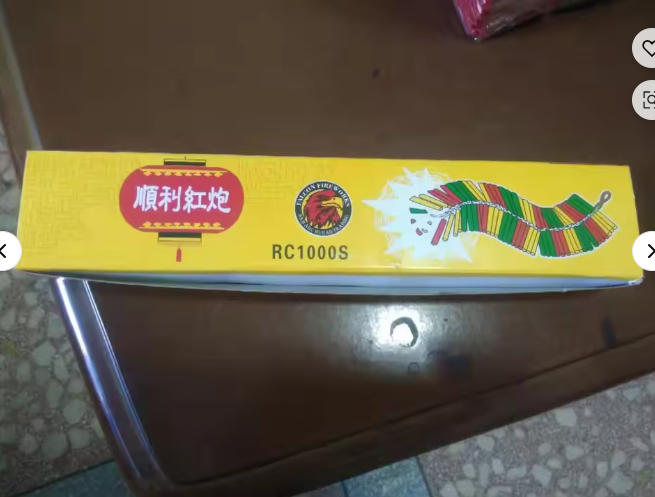 順利紅炮
FALCON FIREWORKS
RC1000S